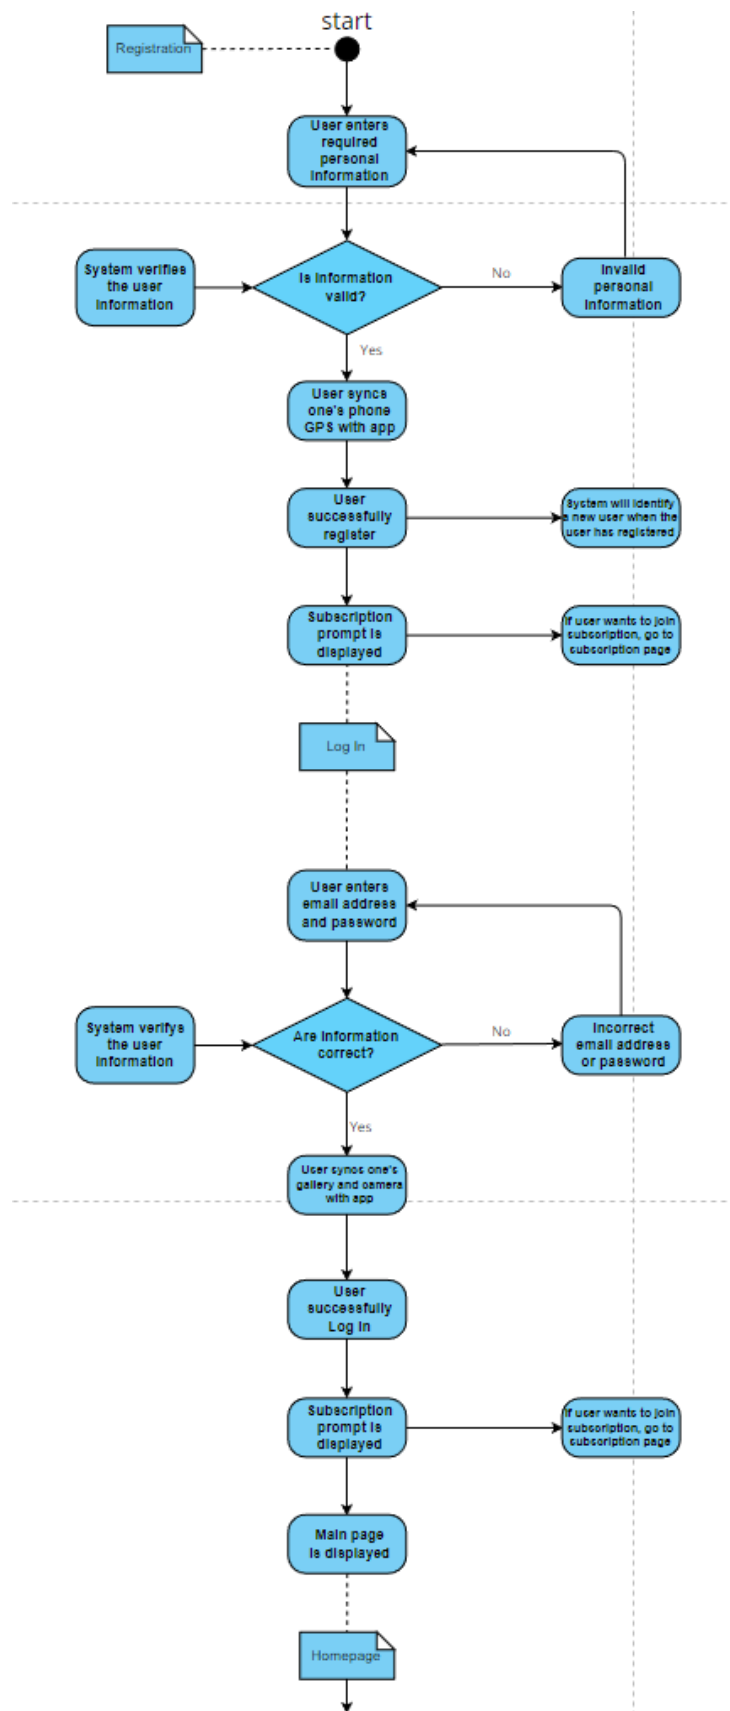 start
Registration
User enters
required
personal
information
System verifies
the user
information
Is information
valid?
No
Invalid
personal
information
Yes
User syncs
one's phone
GPS with app
User
successfully
register
System will identify
a new user when the
user has registered
Subscription
prompt is
displayed
If user wants to join
subscription, go to
subscription page
Log In
User enters
email address
and password
System verifys
the user
information
Are information
correct?
No
Incorrect
email address
or password
Yes
User syncs one's
gallery and camera
with app
User
successfully
Log In
Subscription
prompt is
displayed
If user wants to join
subscription, go to
subscription page
Main page
is displayed
Homepage